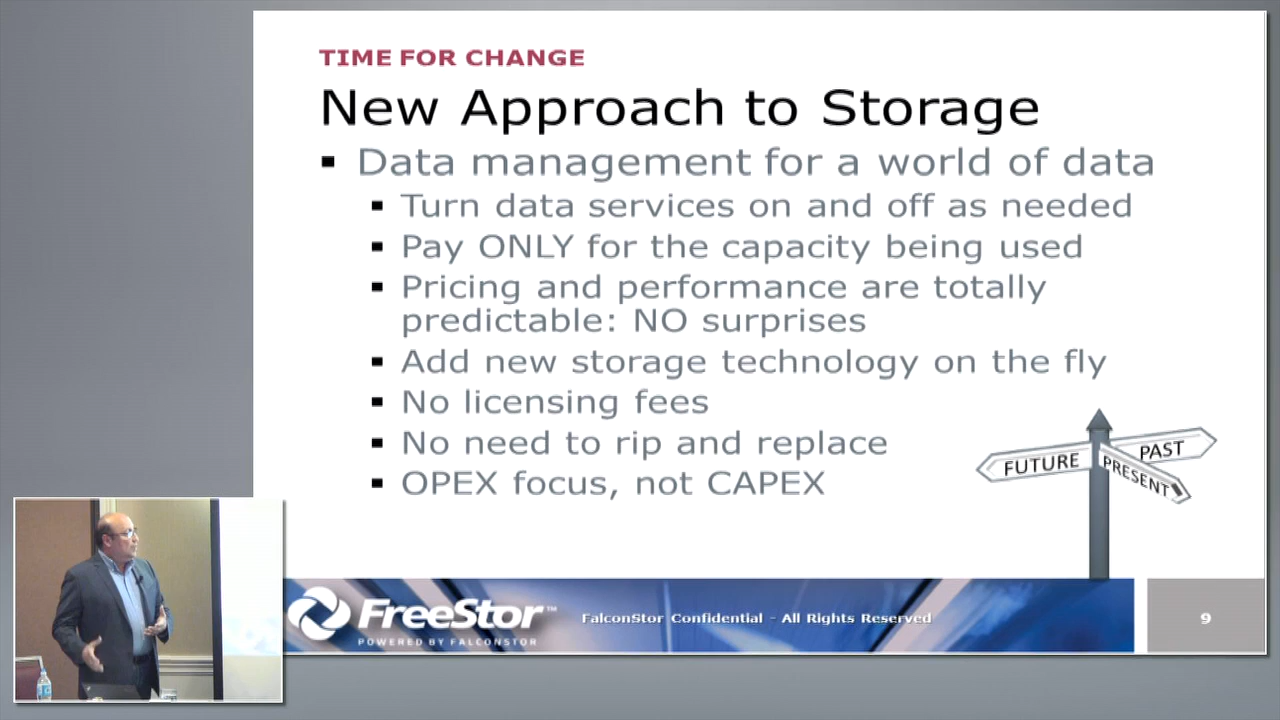 TIME FOR CHANGE
New Approach to Storage
Data management for a world of data
Turn data services on and off as needed
Pay ONLY for the capacity being used
Pricing and performance are totally
predictable: NO surprises
Add new storage technology on the fly
No licensing fees
No need to rip and replace
OPEX focus, not CAPEX
FUTURE
PAST
PRESENT
FreeStor™
POWERED BY FALCONSTOR
FalconStor Confidential - All Rights Reserved
9